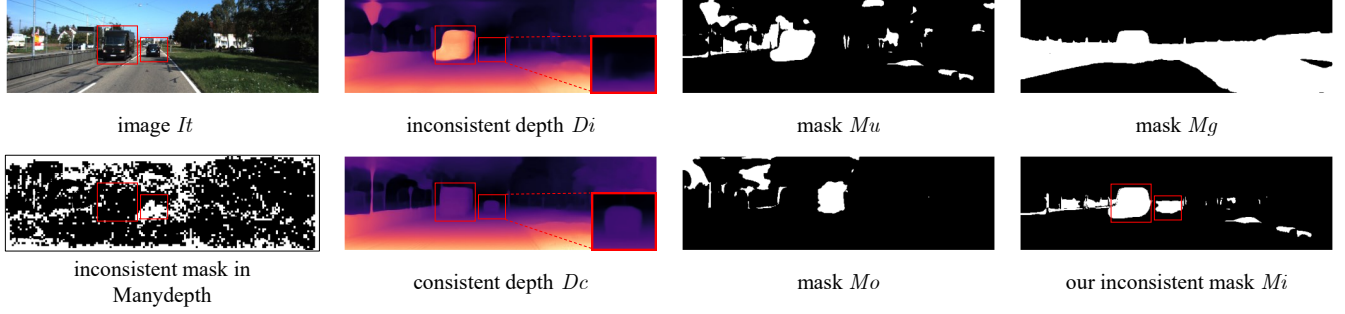 image It
inconsistent depth Di
mask Mu
mask Mg
inconsistent mask in
Manydepth
consistent depth Dc
mask Mo
our inconsistent mask Mi